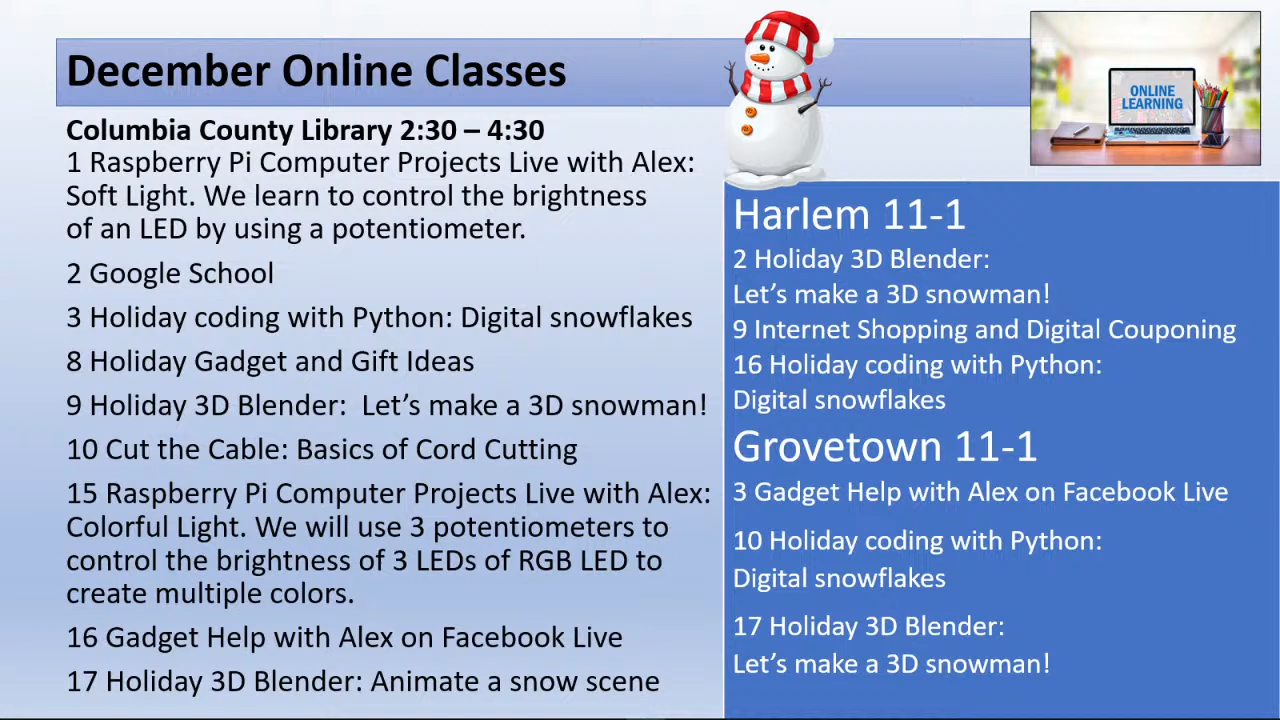 December Online Classes
Columbia County Library 2:30 – 4:30
1 Raspberry Pi Computer Projects Live with Alex:
Soft Light. We learn to control the brightness
of an LED by using a potentiometer.
2 Google School
3 Holiday coding with Python: Digital snowflakes
8 Holiday Gadget and Gift Ideas
9 Holiday 3D Blender:  Let’s make a 3D snowman!
10 Cut the Cable: Basics of Cord Cutting
15 Raspberry Pi Computer Projects Live with Alex:
Colorful Light. We will use 3 potentiometers to
control the brightness of 3 LEDs of RGB LED to
create multiple colors.
16 Gadget Help with Alex on Facebook Live
17 Holiday 3D Blender: Animate a snow scene
ONLINE
LEARNING
Harlem 11-1
2 Holiday 3D Blender:
Let’s make a 3D snowman!
9 Internet Shopping and Digital Couponing
16 Holiday coding with Python:
Digital snowflakes
Grovetown 11-1
3 Gadget Help with Alex on Facebook Live
10 Holiday coding with Python:
Digital snowflakes
17 Holiday 3D Blender:
Let’s make a 3D snowman!